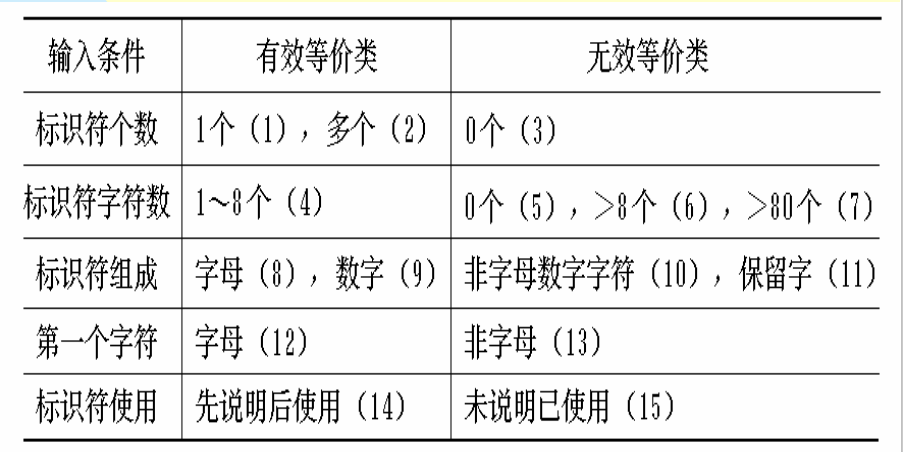 输入条件 有效等价类 无效等价类
标识符个数 1个（1），多个（2） 0个（3）
标识符字符数 1～8个（4） 0个（5），>8个（6），>80个（7）
标识符组成 字母（8），数字（9） 非字母数字字符（10），保留字（11）
第一个字符 字母（12） 非字母（13）
标识符使用 先说明后使用（14） 未说明已使用（15）